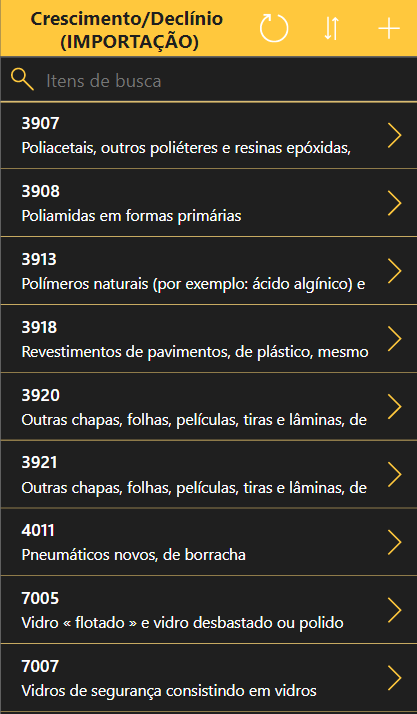 Crescimento/Declínio
(IMPORTAÇÃO)
Itens de busca
3907
Poliacetais, outros poliéteres e resinas epóxidas,
3908
Poliamidas em formas primárias
3913
Polímeros naturais (por exemplo: ácido algínico) e
3918
Revestimentos de pavimentos, de plástico, mesmo
3920
Outras chapas, folhas, películas, tiras e lâminas, de
3921
Outras chapas, folhas, películas, tiras e lâminas, de
4011
Pneumáticos novos, de borracha
7005
Vidro « flotado » e vidro desbastado ou polido
7007
Vidros de segurança consistindo em vidros